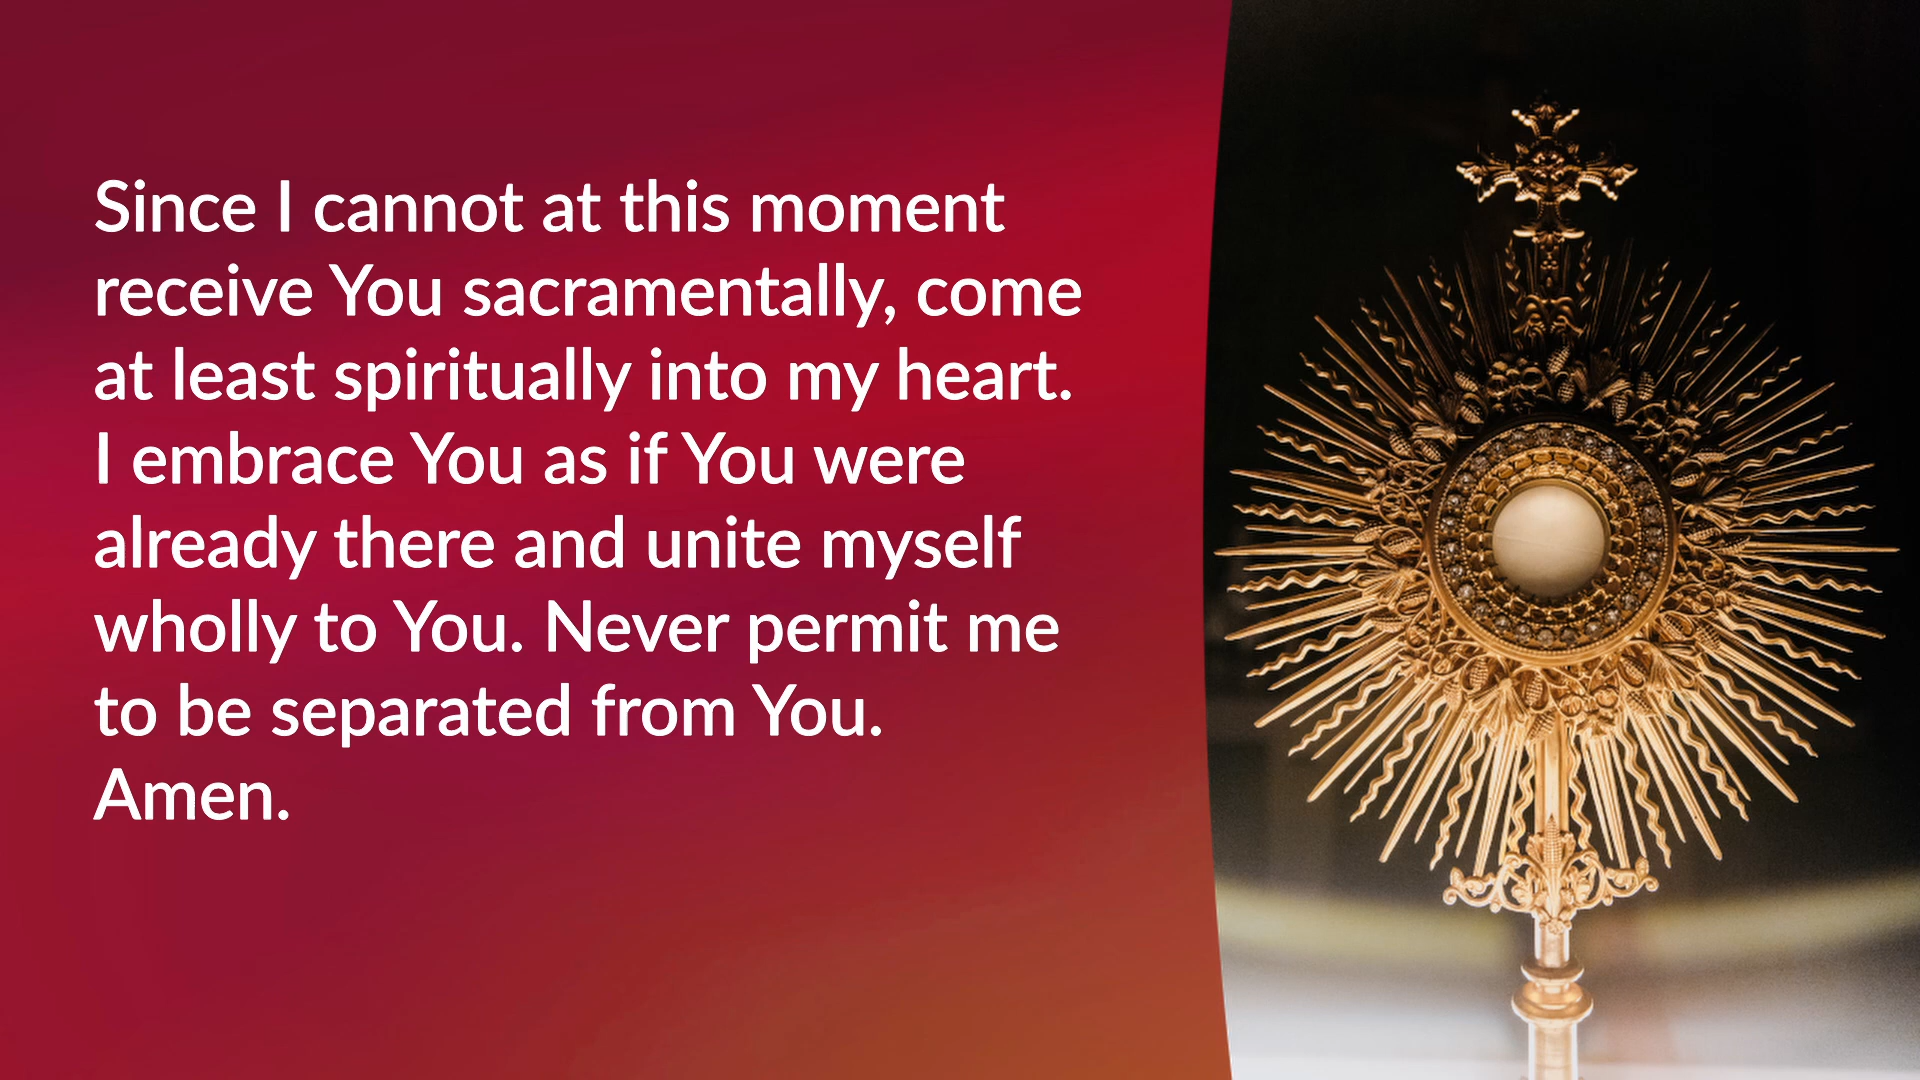 Since I cannot at this moment
receive You sacramentally, come
at least spiritually into my heart.
I embrace You as if You were
already there and unite myself
wholly to You. Never permit me
to be separated from You.
Amen.